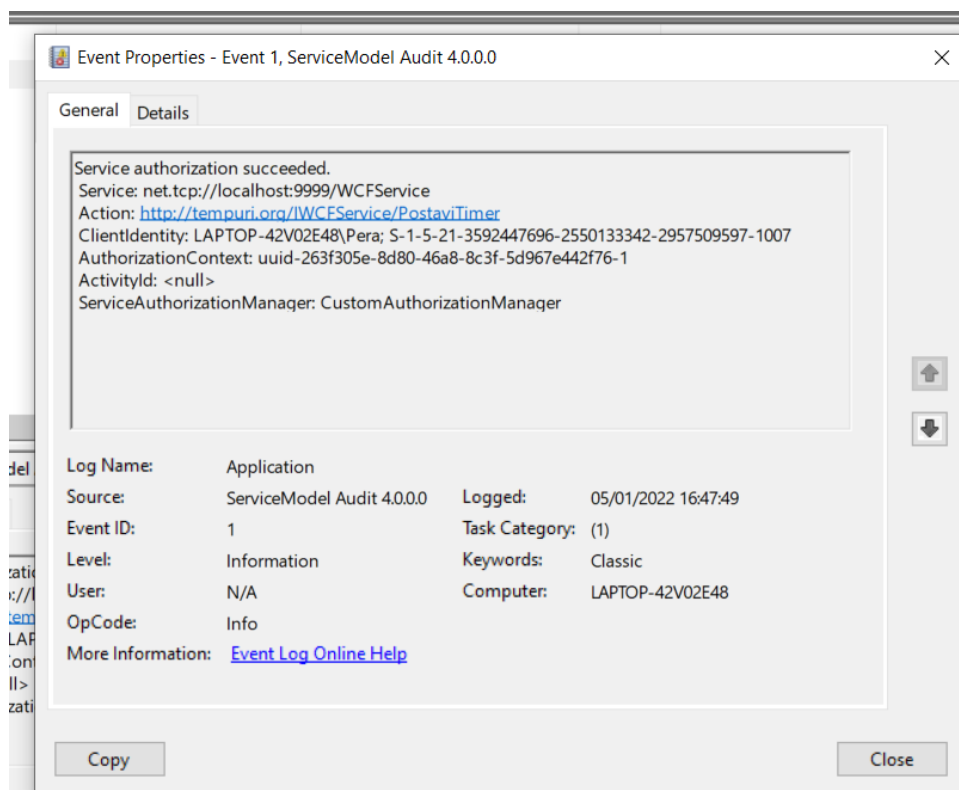 Event Properties - Event 1, ServiceModel Audit 4.0.0.0
General Details
Service authorization succeeded.
Service: net.tcp://localhost:9999/WCFService
Action: http://tempuri.org/IWCFService/PostaviTimer
ClientIdentity: LAPTOP-42V02E48\Pera; S-1-5-21-3592447696-2550133342-2957509597-1007
AuthorizationContext: uuid-263f305e-8d80-46a8-8c3f-5d967e442f76-1
ActivityId: <null>
ServiceAuthorizationManager: CustomAuthorizationManager
Log Name: Application
Source: ServiceModel Audit 4.0.0.0 Logged: 05/01/2022 16:47:49
Event ID: 1 Task Category: (1)
Level: Information Keywords: Classic
User: N/A Computer: LAPTOP-42V02E48
OpCode: Info
More Information: Event Log Online Help
Copy Close